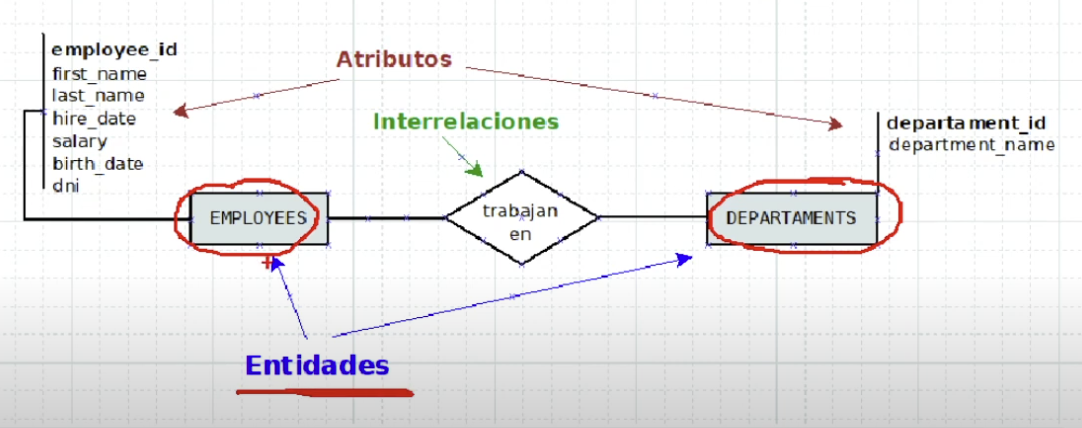 employee_id
first_name
last_name
hire_date
salary
birth_date
dni
Atributos
Interrelaciones
departament_id
department_name
EMPLOYEES
trabajan
en
DEPARTAMENTS
Entidades